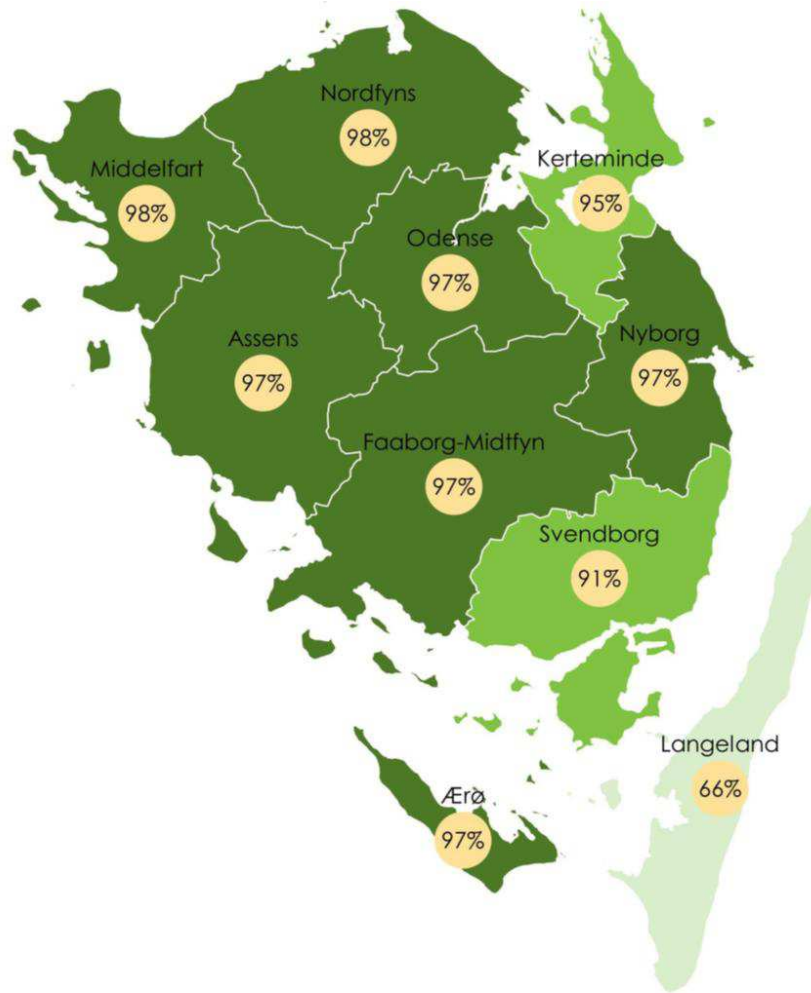 Nordfyns
98%
Middelfart
98%
Kerteminde
95%
Odense
97%
Assens
97%
Nyborg
97%
Faaborg-Midtfyn
97%
Svendborg
91%
Langeland
66%
Ærø
97%